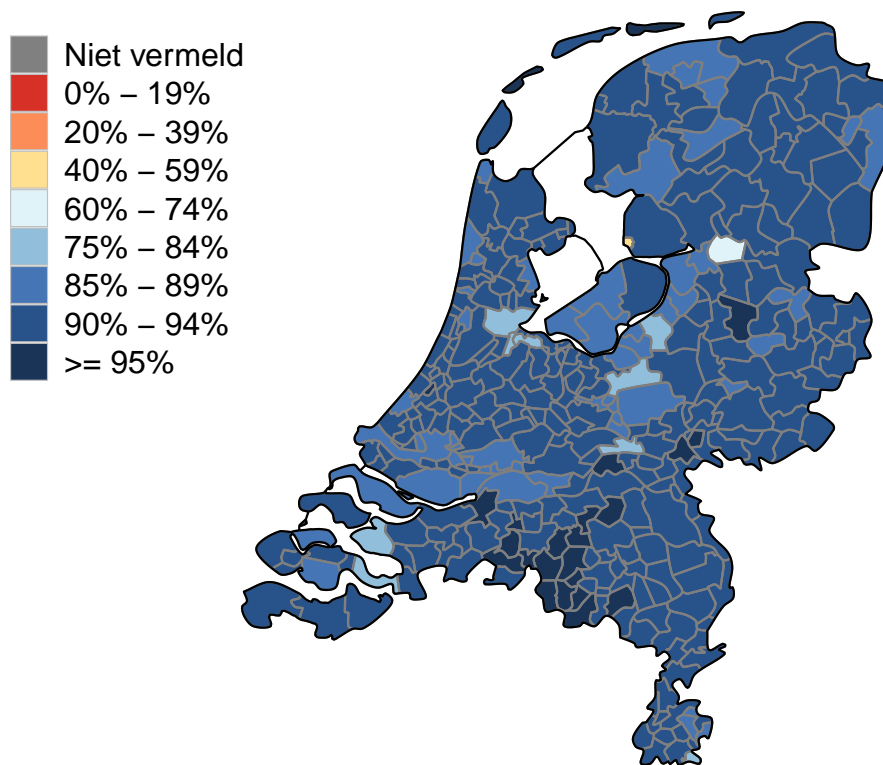 Niet vermeld
0% – 19%
20% – 39%
40% – 59%
60% – 74%
75% – 84%
85% – 89%
90% – 94%
>= 95%